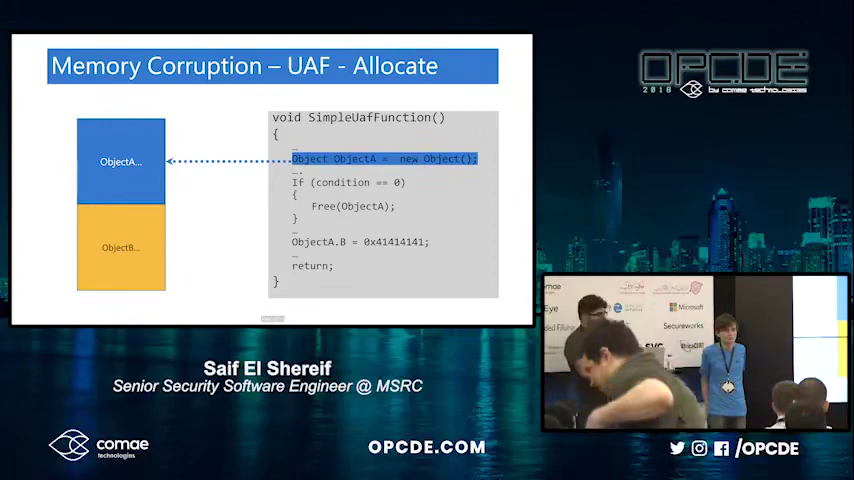 Memory Corruption – UAF - Allocate
ObjectA...
ObjectB...
void SimpleUafFunction()
{
…
Object ObjectA = new Object();
….
If (condition == 0)
{
Free(ObjectA);
}
…
ObjectA.B = 0x41414141;
…
return;
}
OPCDE
2018 BY COMAE TECHNOLOGIES
Microsoft
Secureworks
Saif El Shereif
Senior Security Software Engineer @ MSRC
comae
technologies
OPCDE.COM
/OPCDE